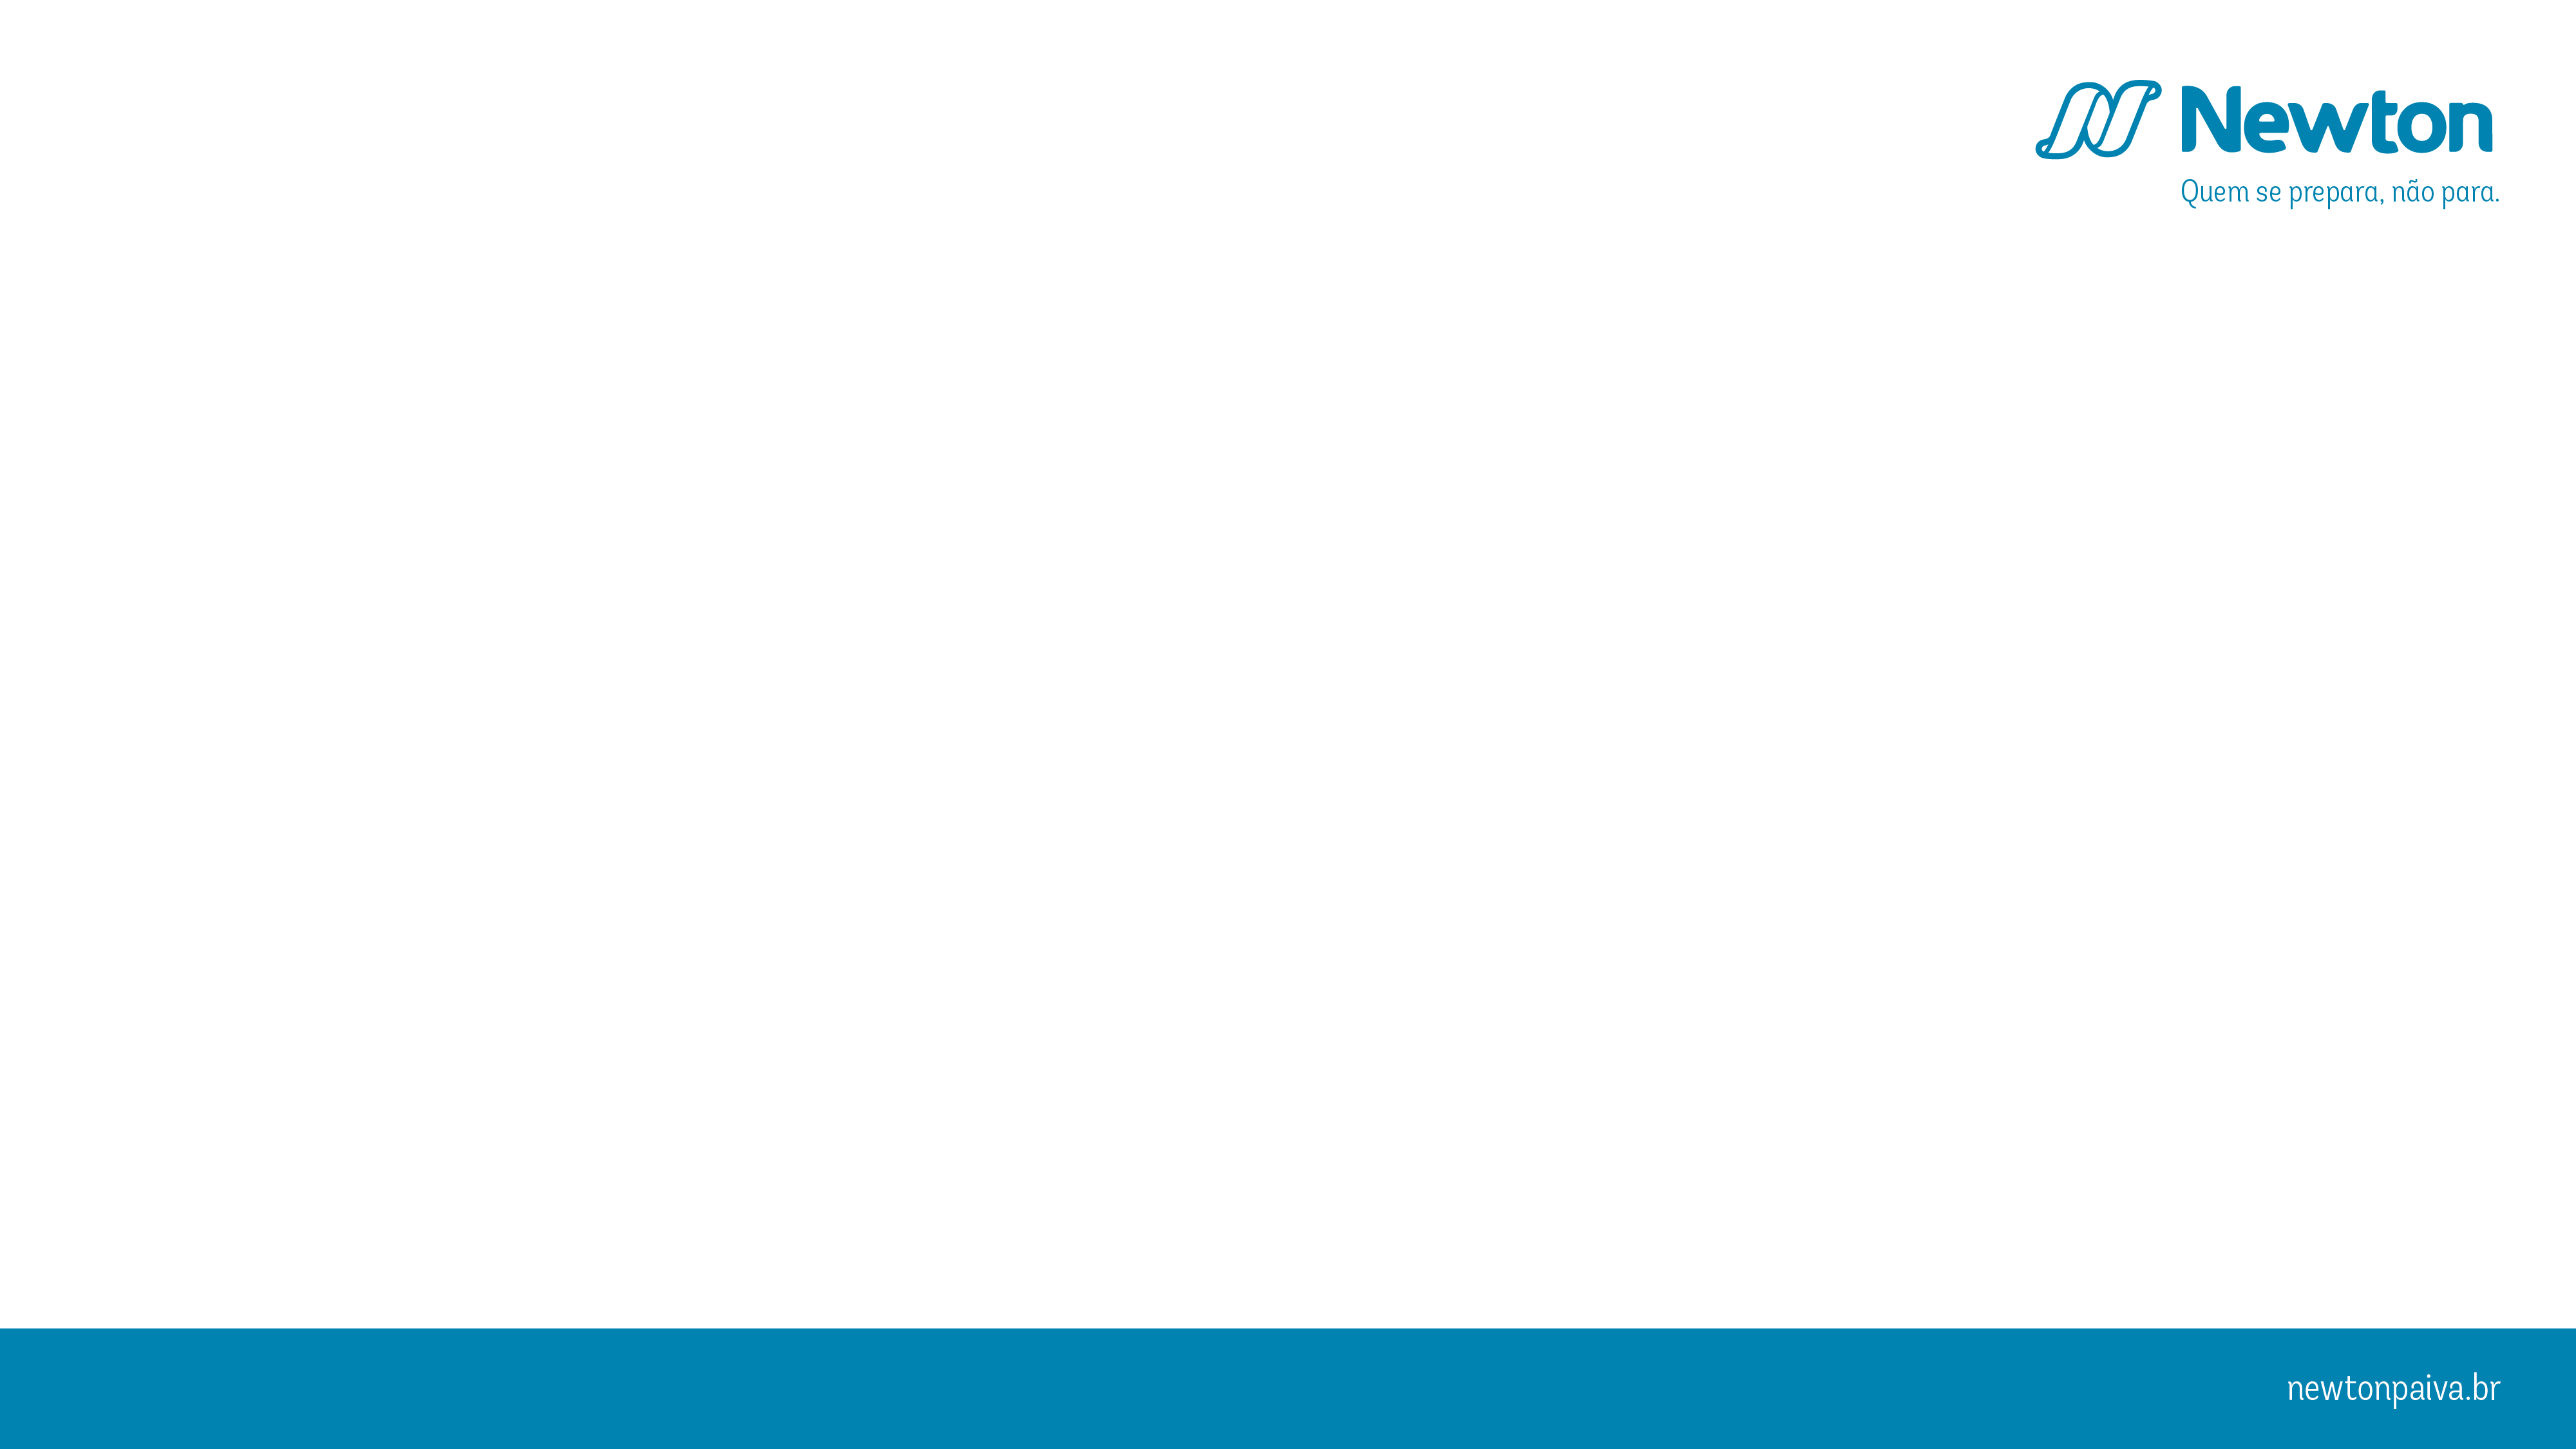 Newton
Quem se prepara, não para.
newtonpaiva.br